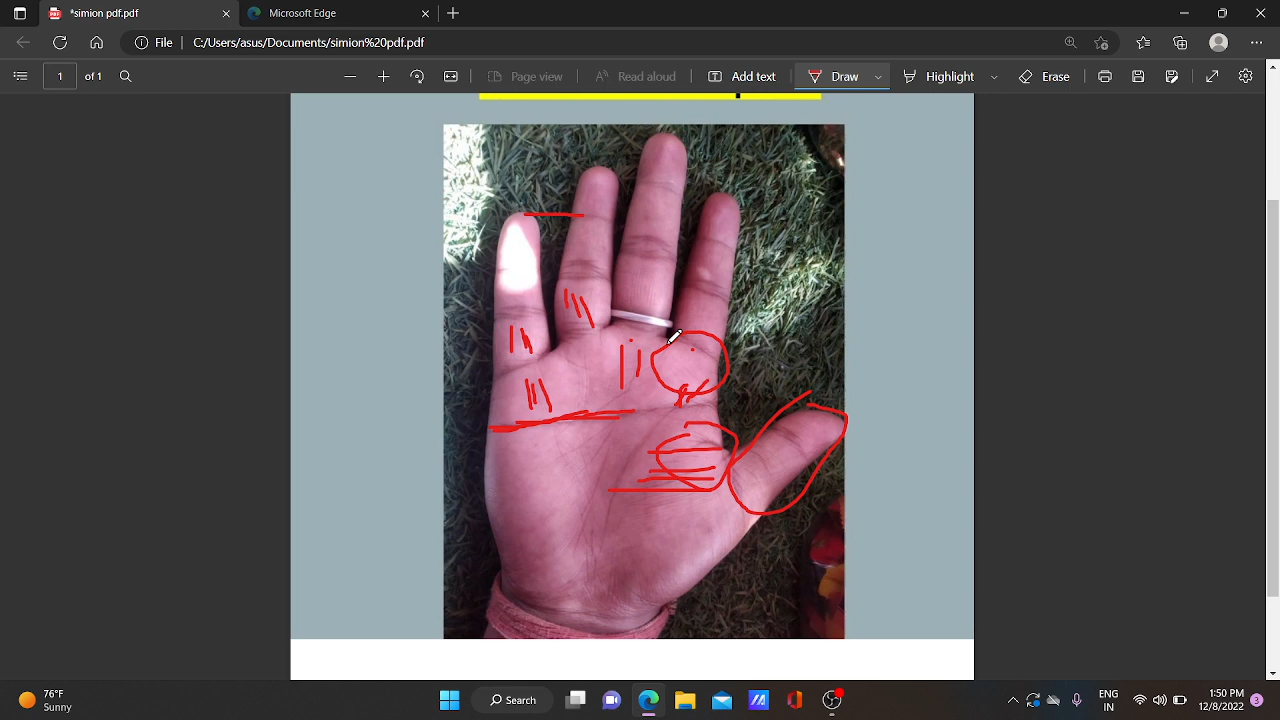 *simion pdf.pdf
Microsoft Edge
File
C:/Users/asus/Documents/simion%20pdf.pdf
1
of 1
Page view
Read aloud
Add text
Draw
Highlight
Erase
76°F
Sunny
Search
ENG
IN
1:50 PM
12/8/2022
3